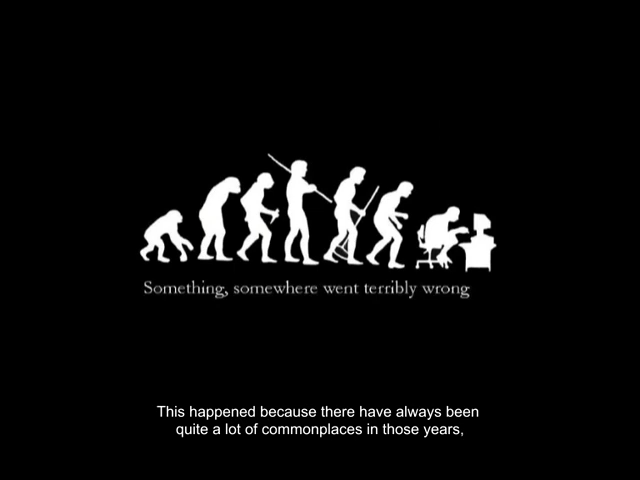 Something, somewhere went terribly wrong
This happened because there have always been
quite a lot of commonplaces in those years,